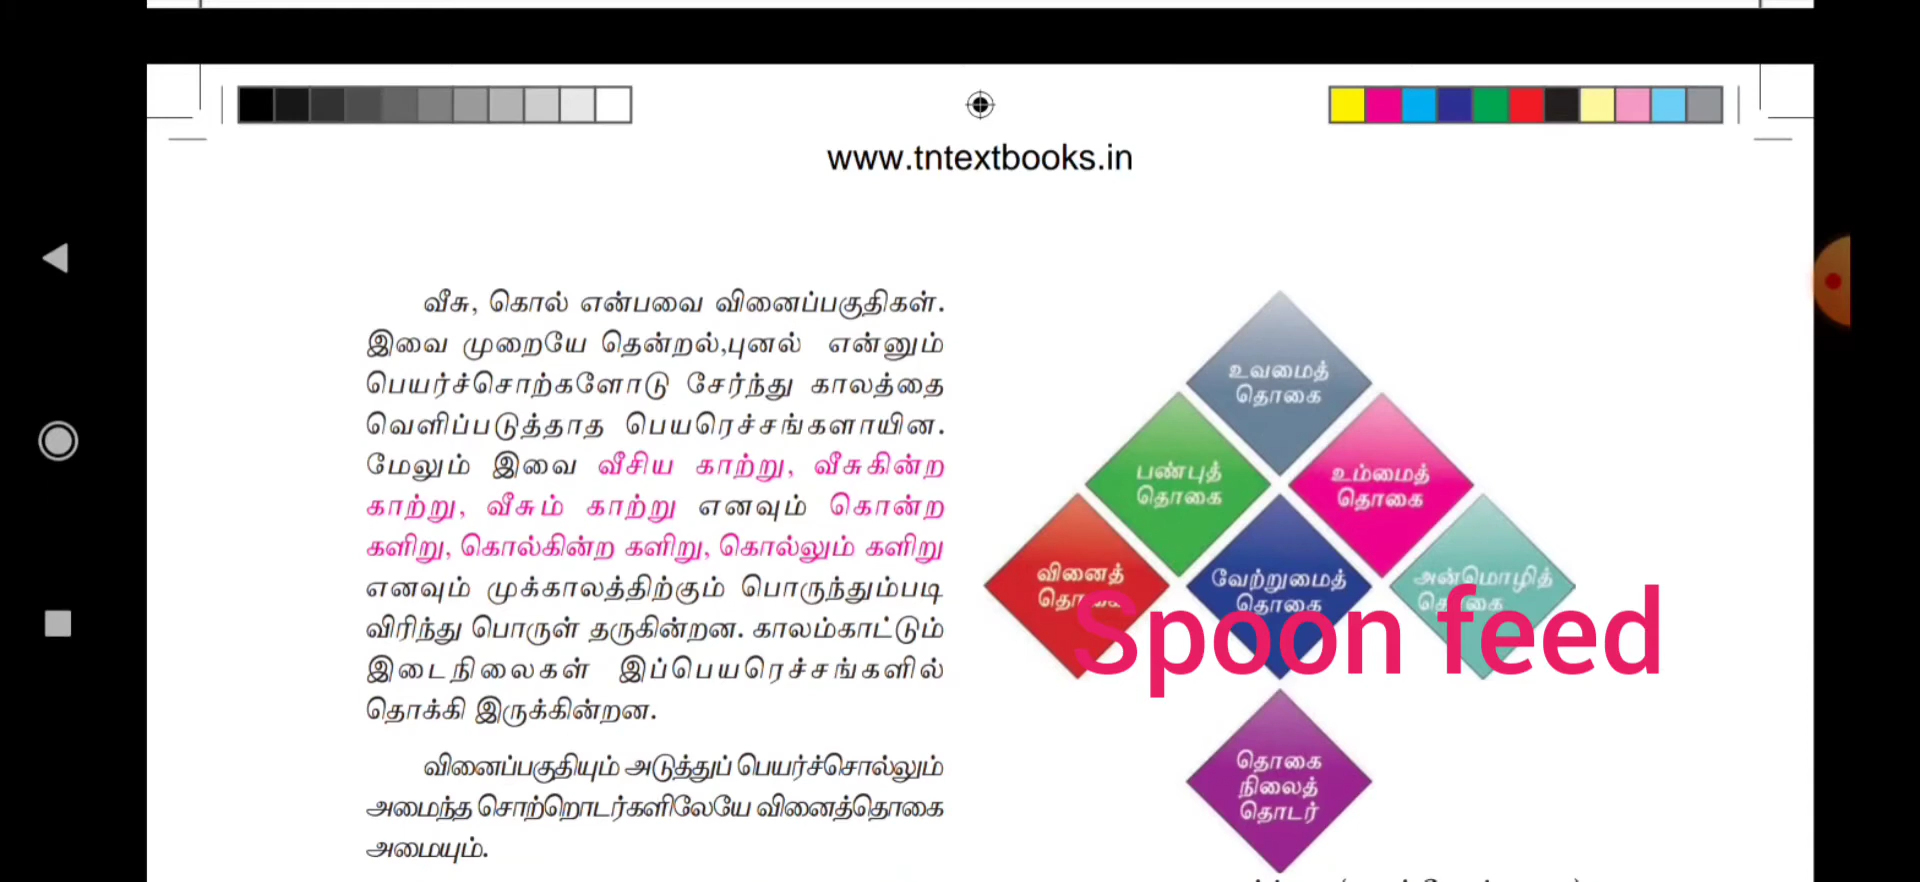 www.tntextbooks.in
வீசு, கொல் என்பவை வினைப்பகுதிகள்.
இவை முறையே தென்றல்,புனல் என்னும்
பெயர்ச்சொற்களோடு சேர்ந்து காலத்தை
வெளிப்படுத்தாத பெயரெச்சங்களாயின.
மேலும் இவை வீசிய காற்று, வீசுகின்ற
காற்று, வீசும் காற்று எனவும் கொன்ற
களிறு, கொல்கின்ற களிறு, கொல்லும் களிறு
எனவும் முக்காலத்திற்கும் பொருந்தும்படி
விரிந்து பொருள் தருகின்றன. காலம்காட்டும்
இடைநிலைகள் இப்பெயரெச்சங்களில்
தொக்கி இருக்கின்றன.
வினைப்பகுதியும் அடுத்துப் பெயர்ச்சொல்லும்
அமைந்த சொற்றொடர்களிலேயே வினைத்தொகை
அமையும்.
உவமைத்
தொகை
பண்புத்
தொகை
உம்மைத்
தொகை
வினைத்
தொகை
வேற்றுமைத்
தொகை
அன்மொழித்
தொகை
Spoon feed
தொகை
நிலைத்
தொடர்